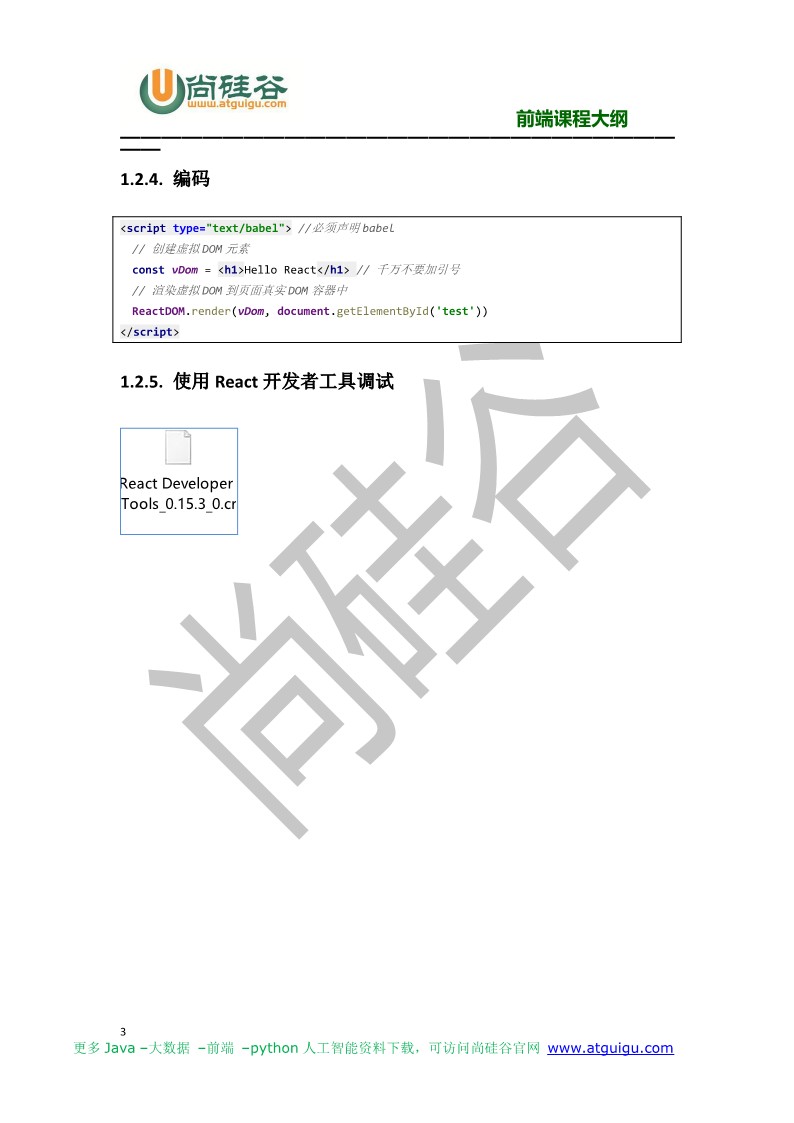 尚硅谷
www.atguigu.com
前端课程大纲
1.2.4. 编码
<script type="text/babel"> //必须声明 babel
// 创建虚拟 DOM 元素
const vDom = <h1>Hello React</h1> // 千万不要加引号
// 渲染虚拟 DOM 到页面真实 DOM 容器中
ReactDOM.render(vDom, document.getElementById('test'))
</script>
1.2.5. 使用 React 开发者工具调试
React Developer
Tools_0.15.3_0.cr
尚硅谷
3
更多 Java –大数据 –前端 –python 人工智能资料下载，可访问尚硅谷官网 www.atguigu.com